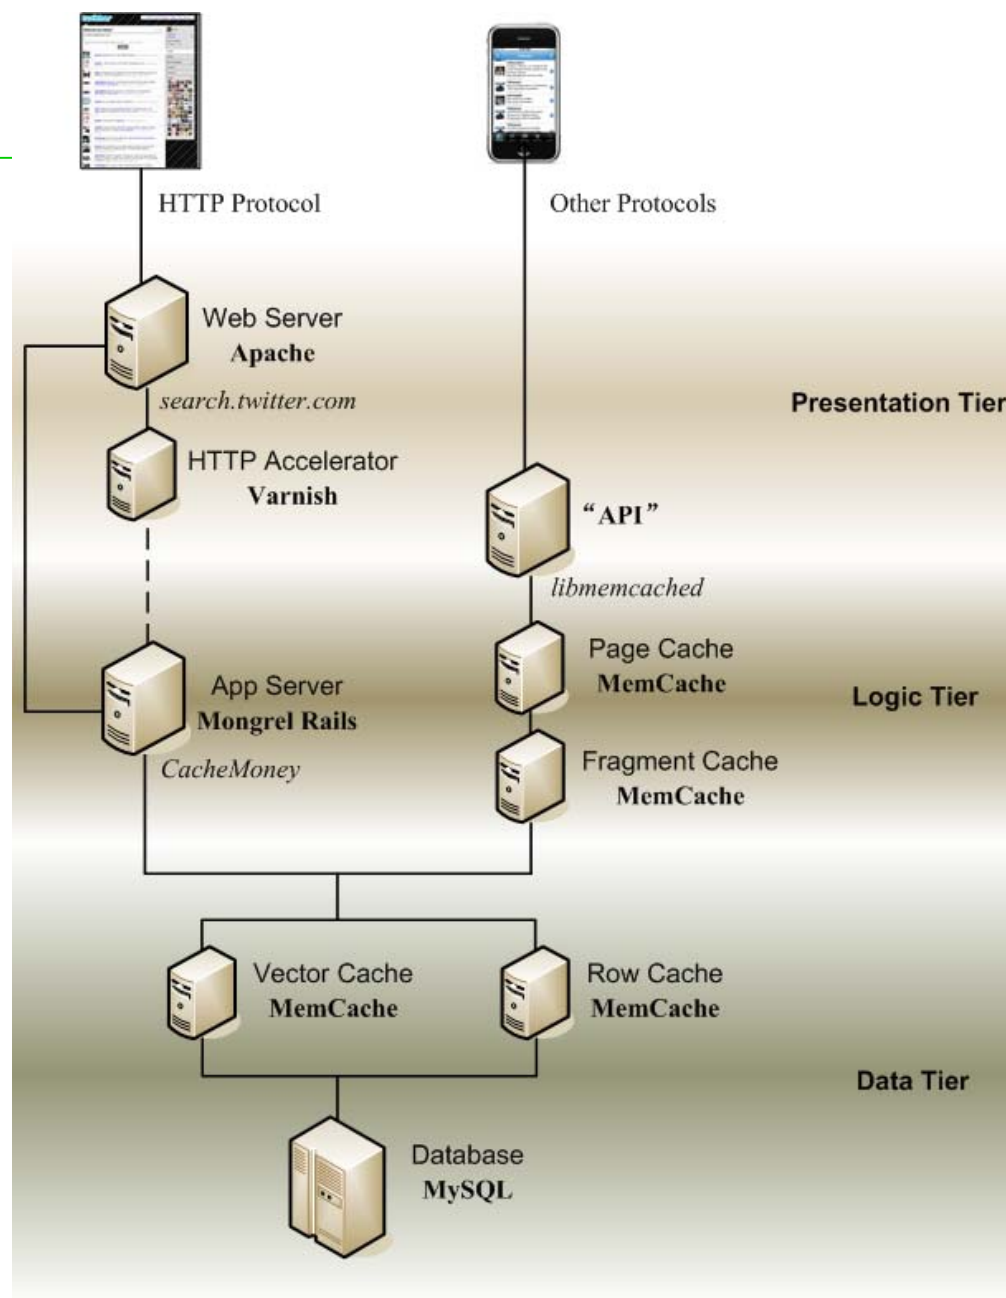 twitter
HTTP Protocol
Other Protocols
Web Server
Apache
search.twitter.com
Presentation Tier
HTTP Accelerator
Varnish
“API”
libmemcached
Page Cache
MemCache
App Server
Mongrel Rails
Logic Tier
CacheMoney
Fragment Cache
MemCache
Vector Cache
MemCache
Row Cache
MemCache
Data Tier
Database
MySQL